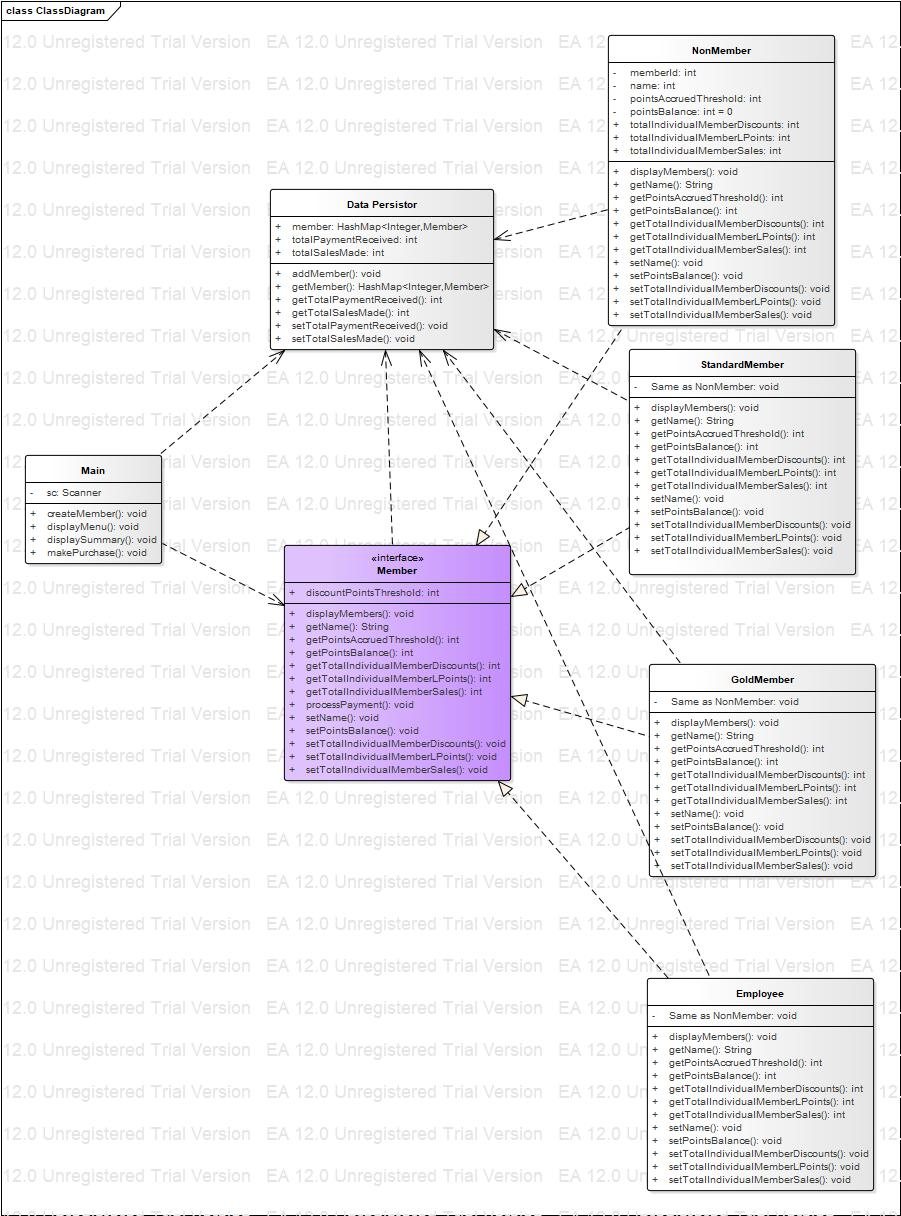 class ClassDiagram
EA 12.0 Unregistered Trial Version
NonMember
- memberId: int
- name: int
- pointsAccruedThreshold: int
- pointsBalance: int = 0
+ totalIndividualMemberDiscounts: int
+ totalIndividualMemberLPoints: int
+ totalIndividualMemberSales: int
+ displayMembers(): void
+ getName(): String
+ getPointsAccruedThreshold(): int
+ getPointsBalance(): int
+ getTotalIndividualMemberDiscounts(): int
+ getTotalIndividualMemberLPoints(): int
+ getTotalIndividualMemberSales(): int
+ setName(): void
+ setPointsBalance(): void
+ setTotalIndividualMemberDiscounts(): void
+ setTotalIndividualMemberLPoints(): void
+ setTotalIndividualMemberSales(): void
Data Persistor
+ member: HashMap<Integer,Member>
+ totalPaymentReceived: int
+ totalSalesMade: int
+ addMember(): void
+ getMember(): HashMap<Integer,Member>
+ getTotalPaymentReceived(): int
+ getTotalSalesMade(): int
+ setTotalPaymentReceived(): void
+ setTotalSalesMade(): void
StandardMember
- Same as NonMember: void
+ displayMembers(): void
+ getName(): String
+ getPointsAccruedThreshold(): int
+ getPointsBalance(): int
+ getTotalIndividualMemberDiscounts(): int
+ getTotalIndividualMemberLPoints(): int
+ getTotalIndividualMemberSales(): int
+ setName(): void
+ setPointsBalance(): void
+ setTotalIndividualMemberDiscounts(): void
+ setTotalIndividualMemberLPoints(): void
+ setTotalIndividualMemberSales(): void
Main
- sc: Scanner
+ createMember(): void
+ displayMenu(): void
+ displaySummary(): void
+ makePurchase(): void
«interface»
Member
+ discountPointsThreshold: int
+ displayMembers(): void
+ getName(): String
+ getPointsAccruedThreshold(): int
+ getPointsBalance(): int
+ getTotalIndividualMemberDiscounts(): int
+ getTotalIndividualMemberLPoints(): int
+ getTotalIndividualMemberSales(): int
+ processPayment(): void
+ setName(): void
+ setPointsBalance(): void
+ setTotalIndividualMemberDiscounts(): void
+ setTotalIndividualMemberLPoints(): void
+ setTotalIndividualMemberSales(): void
GoldMember
- Same as NonMember: void
+ displayMembers(): void
+ getName(): String
+ getPointsAccruedThreshold(): int
+ getPointsBalance(): int
+ getTotalIndividualMemberDiscounts(): int
+ getTotalIndividualMemberLPoints(): int
+ getTotalIndividualMemberSales(): int
+ setName(): void
+ setPointsBalance(): void
+ setTotalIndividualMemberDiscounts(): void
+ setTotalIndividualMemberLPoints(): void
+ setTotalIndividualMemberSales(): void
Employee
- Same as NonMember: void
+ displayMembers(): void
+ getName(): String
+ getPointsAccruedThreshold(): int
+ getPointsBalance(): int
+ getTotalIndividualMemberDiscounts(): int
+ getTotalIndividualMemberLPoints(): int
+ getTotalIndividualMemberSales(): int
+ setName(): void
+ setPointsBalance(): void
+ setTotalIndividualMemberDiscounts(): void
+ setTotalIndividualMemberLPoints(): void
+ setTotalIndividualMemberSales(): void